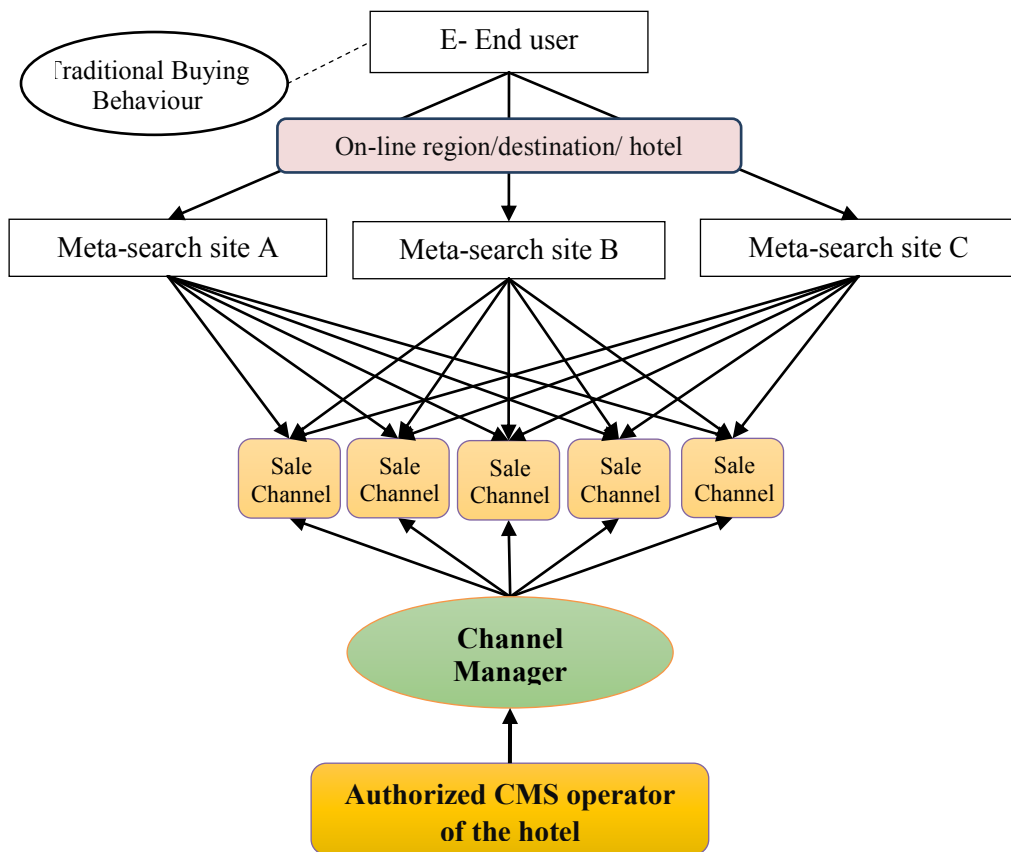 E- End user
Traditional Buying
Behaviour
On-line region/destination/ hotel
Meta-search site A
Meta-search site B
Meta-search site C
Sale
Channel
Sale
Channel
Sale
Channel
Sale
Channel
Sale
Channel
Channel
Manager
Authorized CMS operator
of the hotel